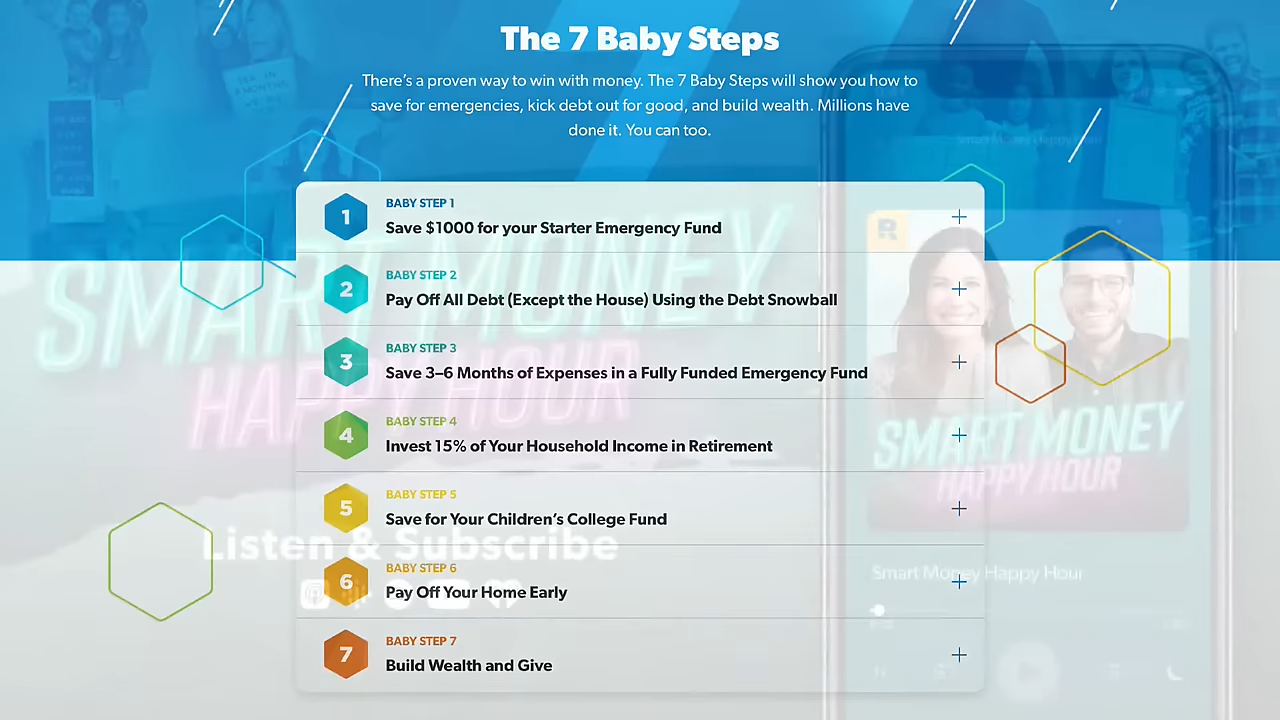 The 7 Baby Steps
There's a proven way to win with money. The 7 Baby Steps will show you how to
save for emergencies, kick debt out for good, and build wealth. Millions have
done it. You can too.
1
BABY STEP 1
Save $1000 for your Starter Emergency Fund
2
BABY STEP 2
Pay Off All Debt (Except the House) Using the Debt Snowball
3
BABY STEP 3
Save 3–6 Months of Expenses in a Fully Funded Emergency Fund
4
BABY STEP 4
Invest 15% of Your Household Income in Retirement
5
BABY STEP 5
Save for Your Children's College Fund
6
BABY STEP 6
Pay Off Your Home Early
7
BABY STEP 7
Build Wealth and Give
SMART MONEY
HAPPY HOUR
Listen & Subscribe
Smart Money Happy Hour
R
SMART MONEY
HAPPY HOUR
Smart Money Happy Hour